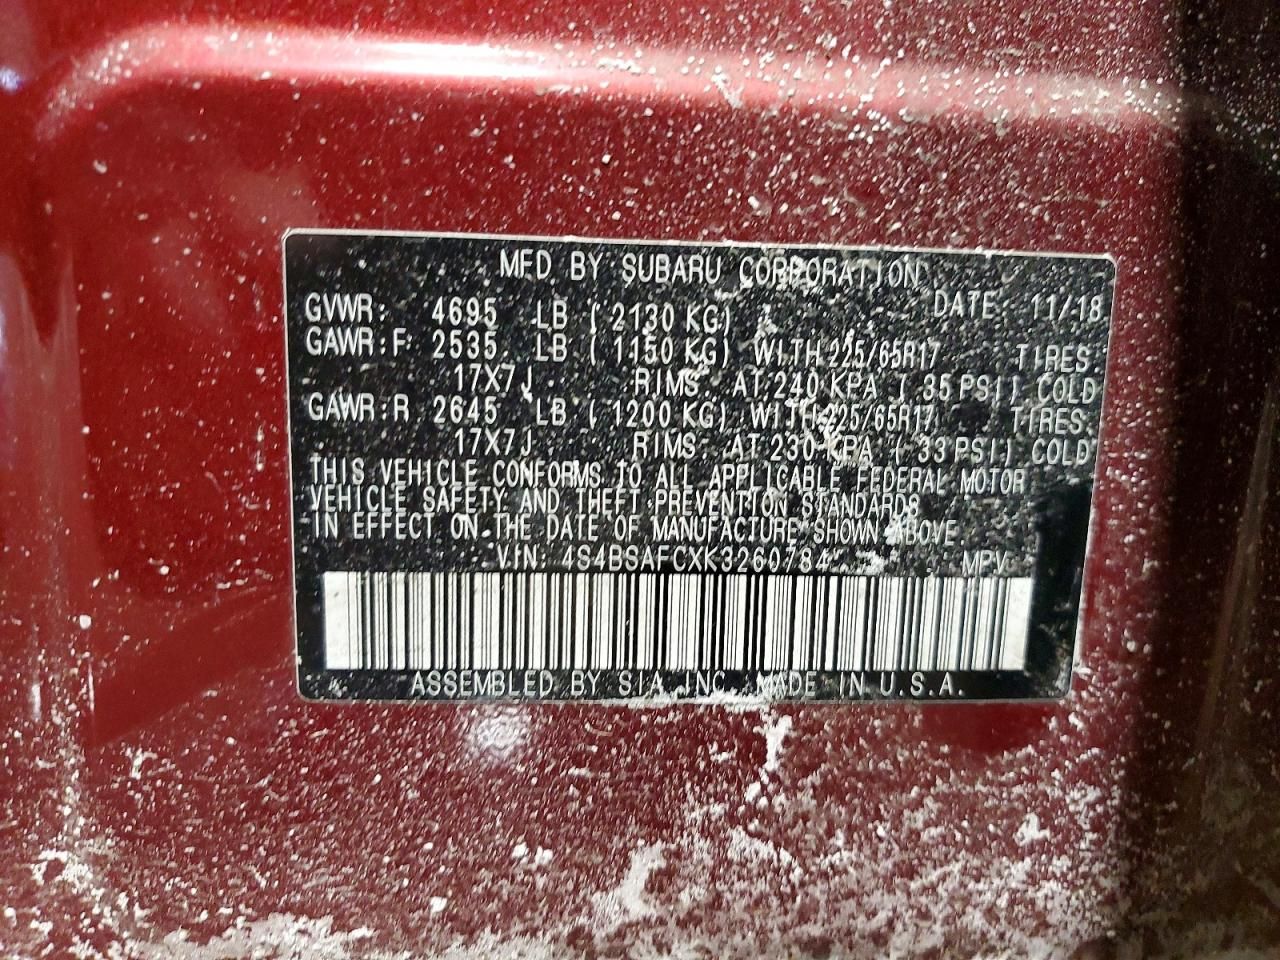 MFD BY SUBARU CORPORATION
GVWR: 4695 LB ( 2130 KG) DATE: 11/18
GAWR:F: 2535 LB ( 1150 KG) WITH 225/65R17 TIRES
17X7J RIMS AT 240 KPA ( 35 PSI) COLD
GAWR:R 2645 LB ( 1200 KG) WITH 225/65R17 TIRES
17X7J RIMS AT 230 KPA ( 33 PSI) COLD
THIS VEHICLE CONFORMS TO ALL APPLICABLE FEDERAL MOTOR
VEHICLE SAFETY AND THEFT PREVENTION STANDARDS
IN EFFECT ON THE DATE OF MANUFACTURE SHOWN ABOVE
VIN: 4S4BSAFCXK3260784 MPV
ASSEMBLED BY SIA,INC. MADE IN U.S.A.